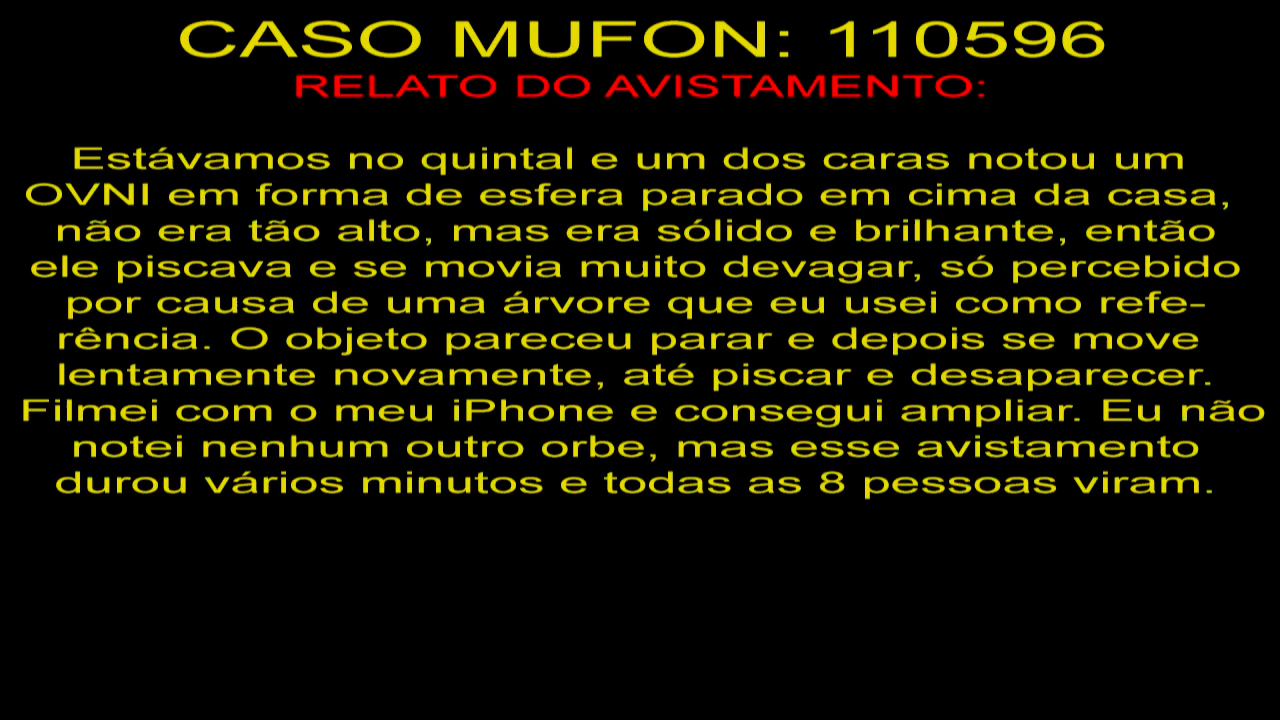 CASO MUFON: 110596
RELATO DO AVISTAMENTO:
Estávamos no quintal e um dos caras notou um
OVNI em forma de esfera parado em cima da casa,
não era tão alto, mas era sólido e brilhante, então
ele piscava e se movia muito devagar, só percebido
por causa de uma árvore que eu usei como refe-
rência. O objeto pareceu parar e depois se move
lentamente novamente, até piscar e desaparecer.
Filmei com o meu iPhone e consegui ampliar. Eu não
notei nenhum outro orbe, mas esse avistamento
durou vários minutos e todas as 8 pessoas viram.